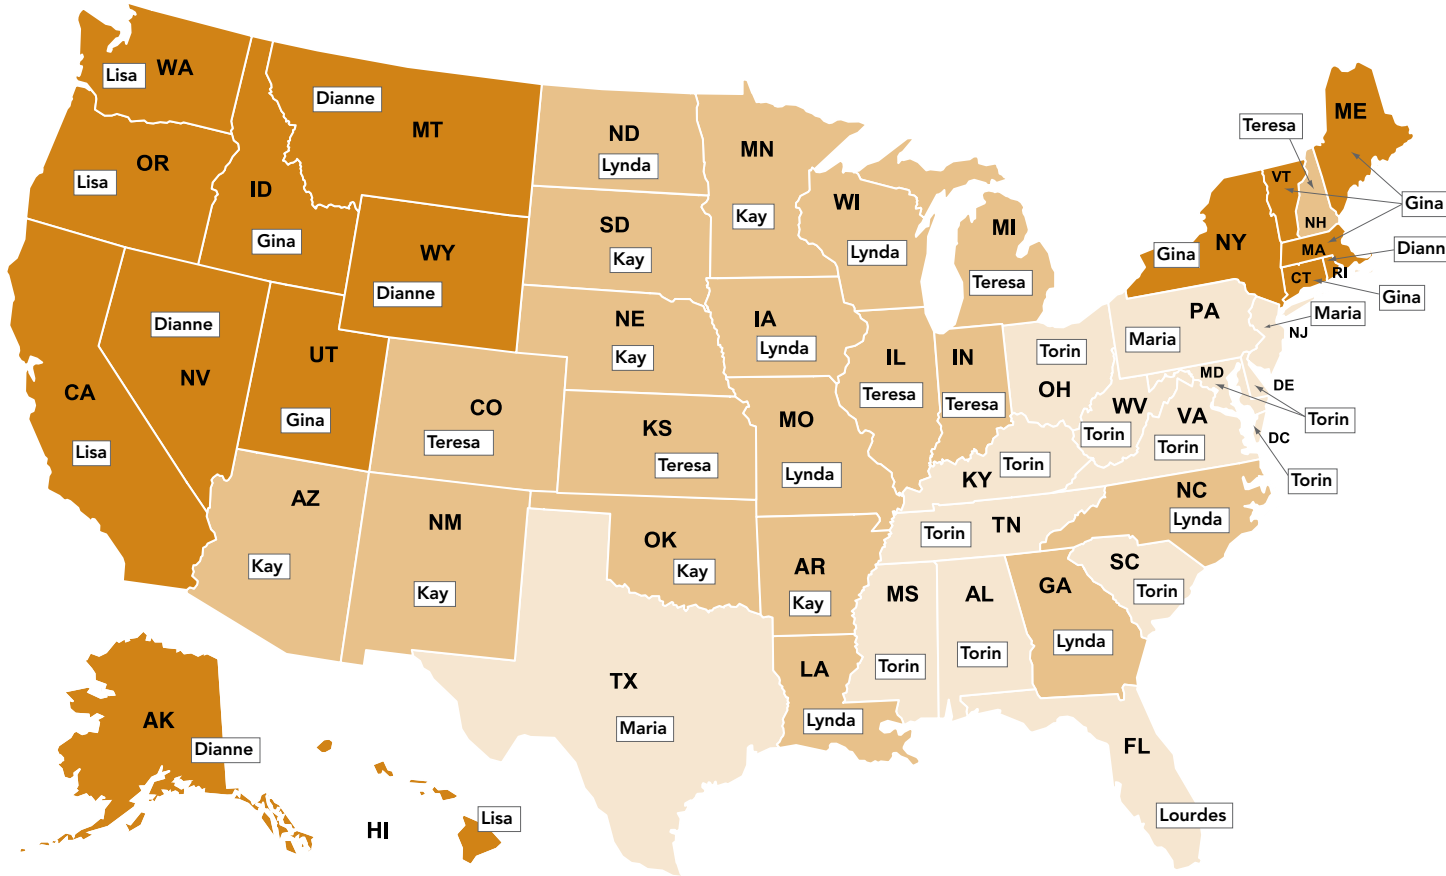 WA
Lisa
OR
Lisa
CA
Lisa
ID
Gina
MT
Dianne
WY
Dianne
NV
Dianne
UT
Gina
AZ
Kay
CO
Teresa
NM
Kay
ND
Lynda
SD
Kay
NE
Kay
KS
Teresa
OK
Kay
TX
Maria
MN
Kay
IA
Lynda
MO
Lynda
AR
Kay
LA
Lynda
WI
Lynda
IL
Teresa
MI
Teresa
IN
Teresa
OH
Torin
KY
Torin
TN
Torin
MS
Torin
AL
Torin
GA
Lynda
FL
Lourdes
SC
Torin
NC
Lynda
VA
Torin
WV
Torin
PA
Maria
NY
Gina
ME
VT
Teresa
NH
Gina
MA
Diann
RI
CT
Gina
NJ
Maria
MD
DE
Torin
DC
Torin
AK
Dianne
HI
Lisa